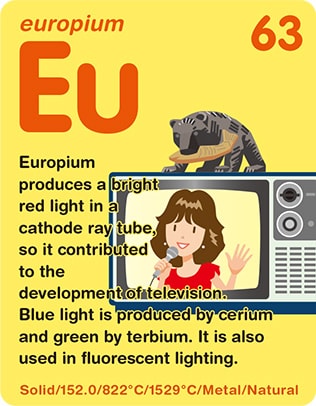 europium
63
Eu
Europium
produces a bright
red light in a
cathode ray tube,
so it contributed
to the
development of television.
Blue light is produced by cerium
and green by terbium. It is also
used in fluorescent lighting.
Solid/152.0/822°C/1529°C/Metal/Natural